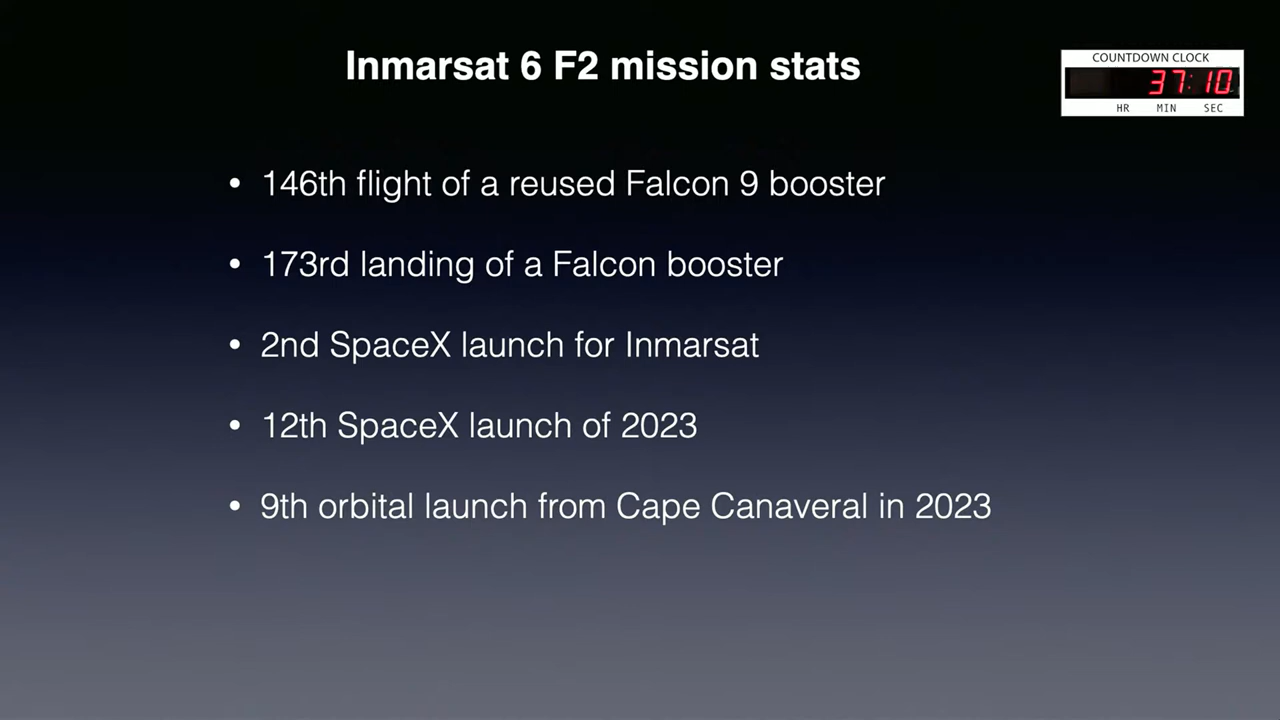 Inmarsat 6 F2 mission stats
COUNTDOWN CLOCK
37:10
HR MIN SEC
• 146th flight of a reused Falcon 9 booster
• 173rd landing of a Falcon booster
• 2nd SpaceX launch for Inmarsat
• 12th SpaceX launch of 2023
• 9th orbital launch from Cape Canaveral in 2023